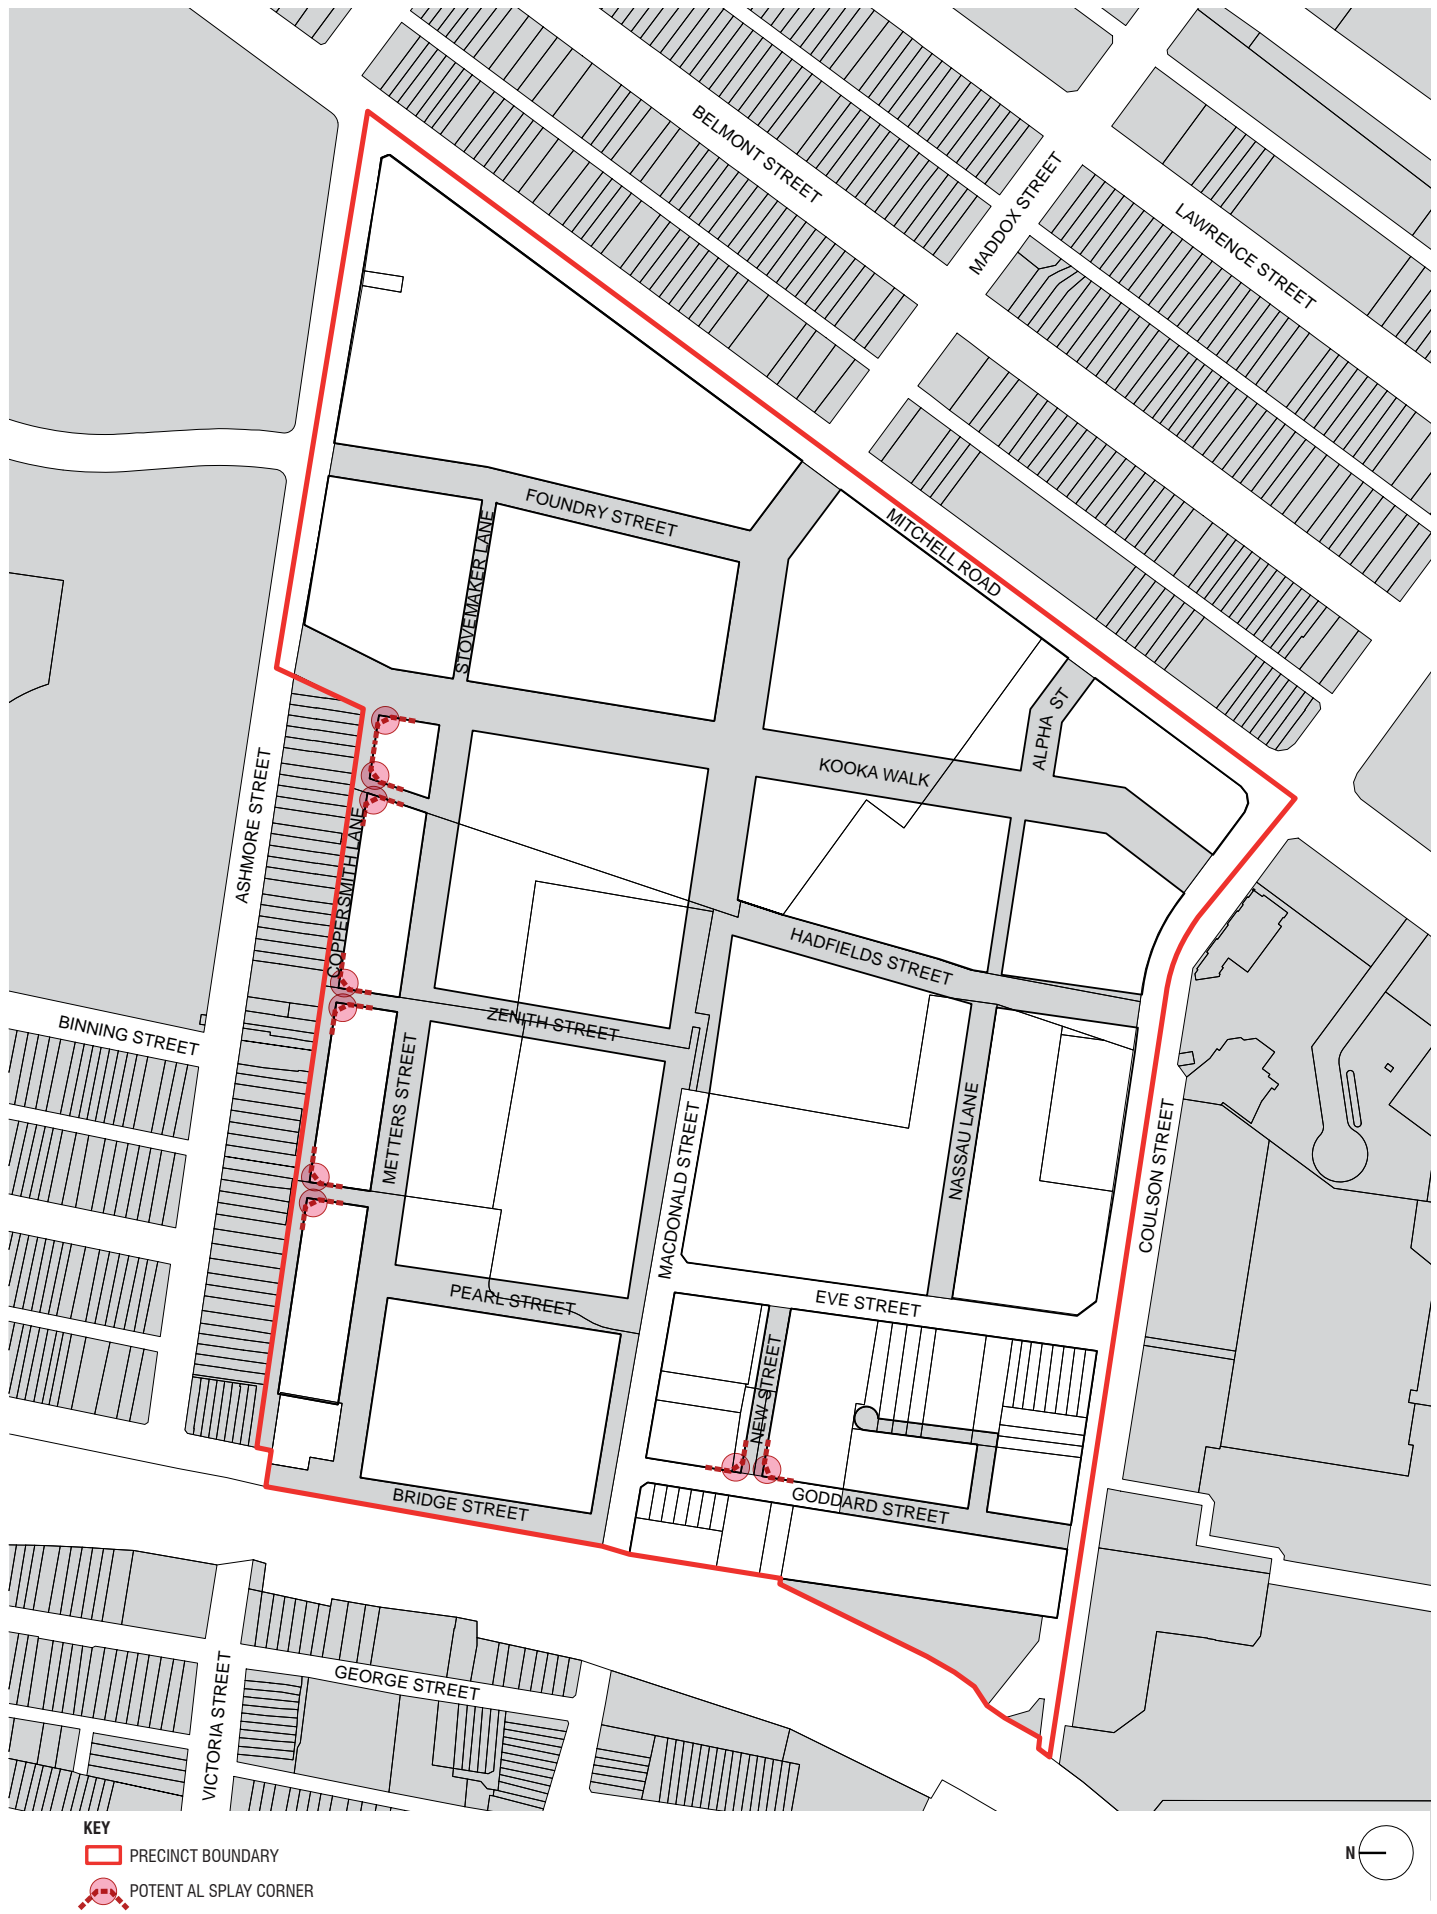 BELMONT STREET
MADDOX STREET
LAWRENCE STREET
FOUNDRY STREET
MITCHELL ROAD
STOVEMAKER LANE
ALPHA ST
KOOKA WALK
ASHMORE STREET
COPPERSMITH LANE
HADFIELDS STREET
BINNING STREET
ZENITH STREET
METTERS STREET
NASSAU LANE
MACDONALD STREET
COULSON STREET
PEARL STREET
EVE STREET
NEW STREET
BRIDGE STREET
GODDARD STREET
GEORGE STREET
VICTORIA STREET
KEY
PRECINCT BOUNDARY
POTENT AL SPLAY CORNER
N